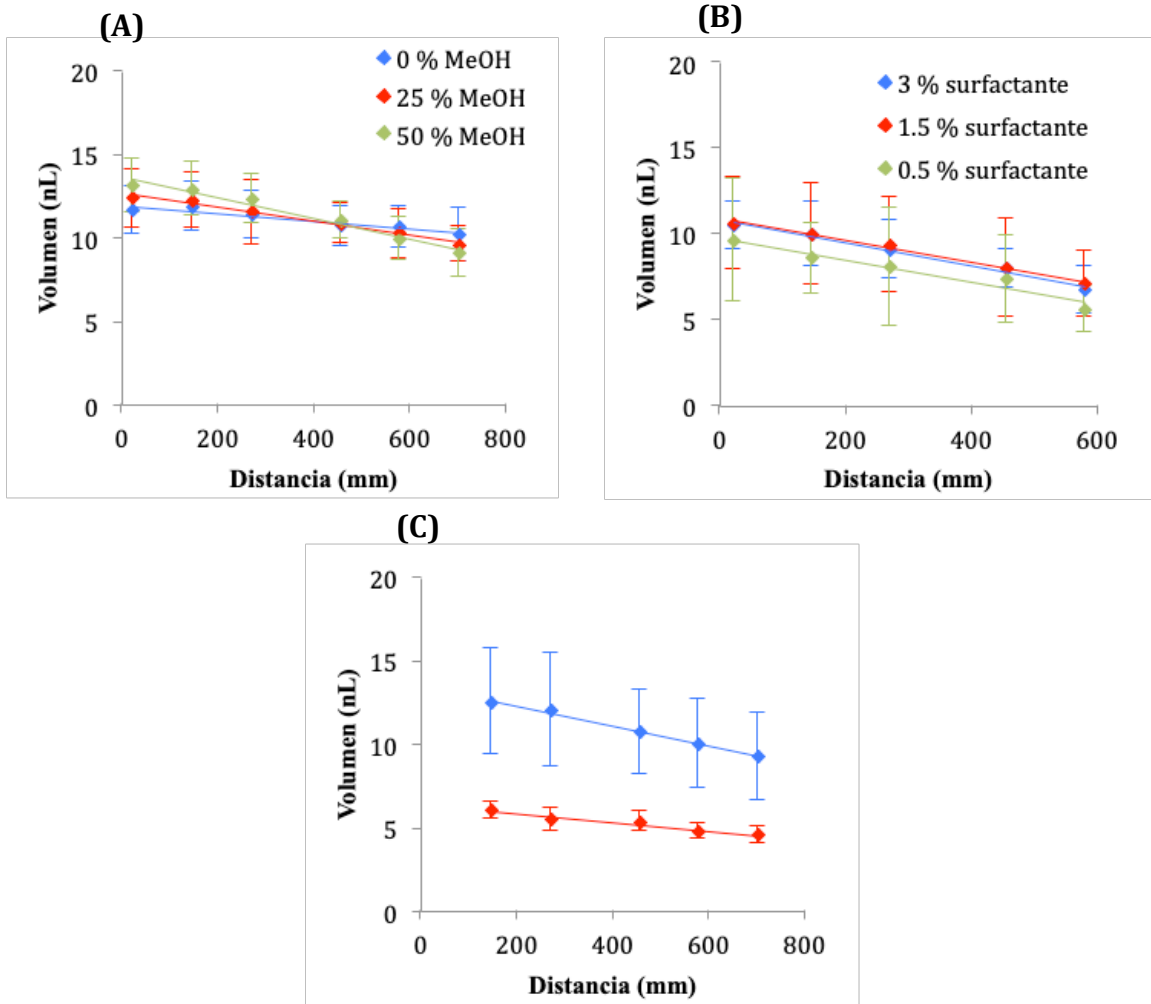 (A)
0 % MeOH
25 % MeOH
50 % MeOH
20
15
10
5
0
0 200 400 600 800
Volumen (nL)
Distancia (mm)
(B)
3 % surfactante
1.5 % surfactante
0.5 % surfactante
20
15
10
5
0
0 200 400 600
Volumen (nL)
Distancia (mm)
(C)
20
15
10
5
0
0 200 400 600 800
Volumen (nL)
Distancia (mm)